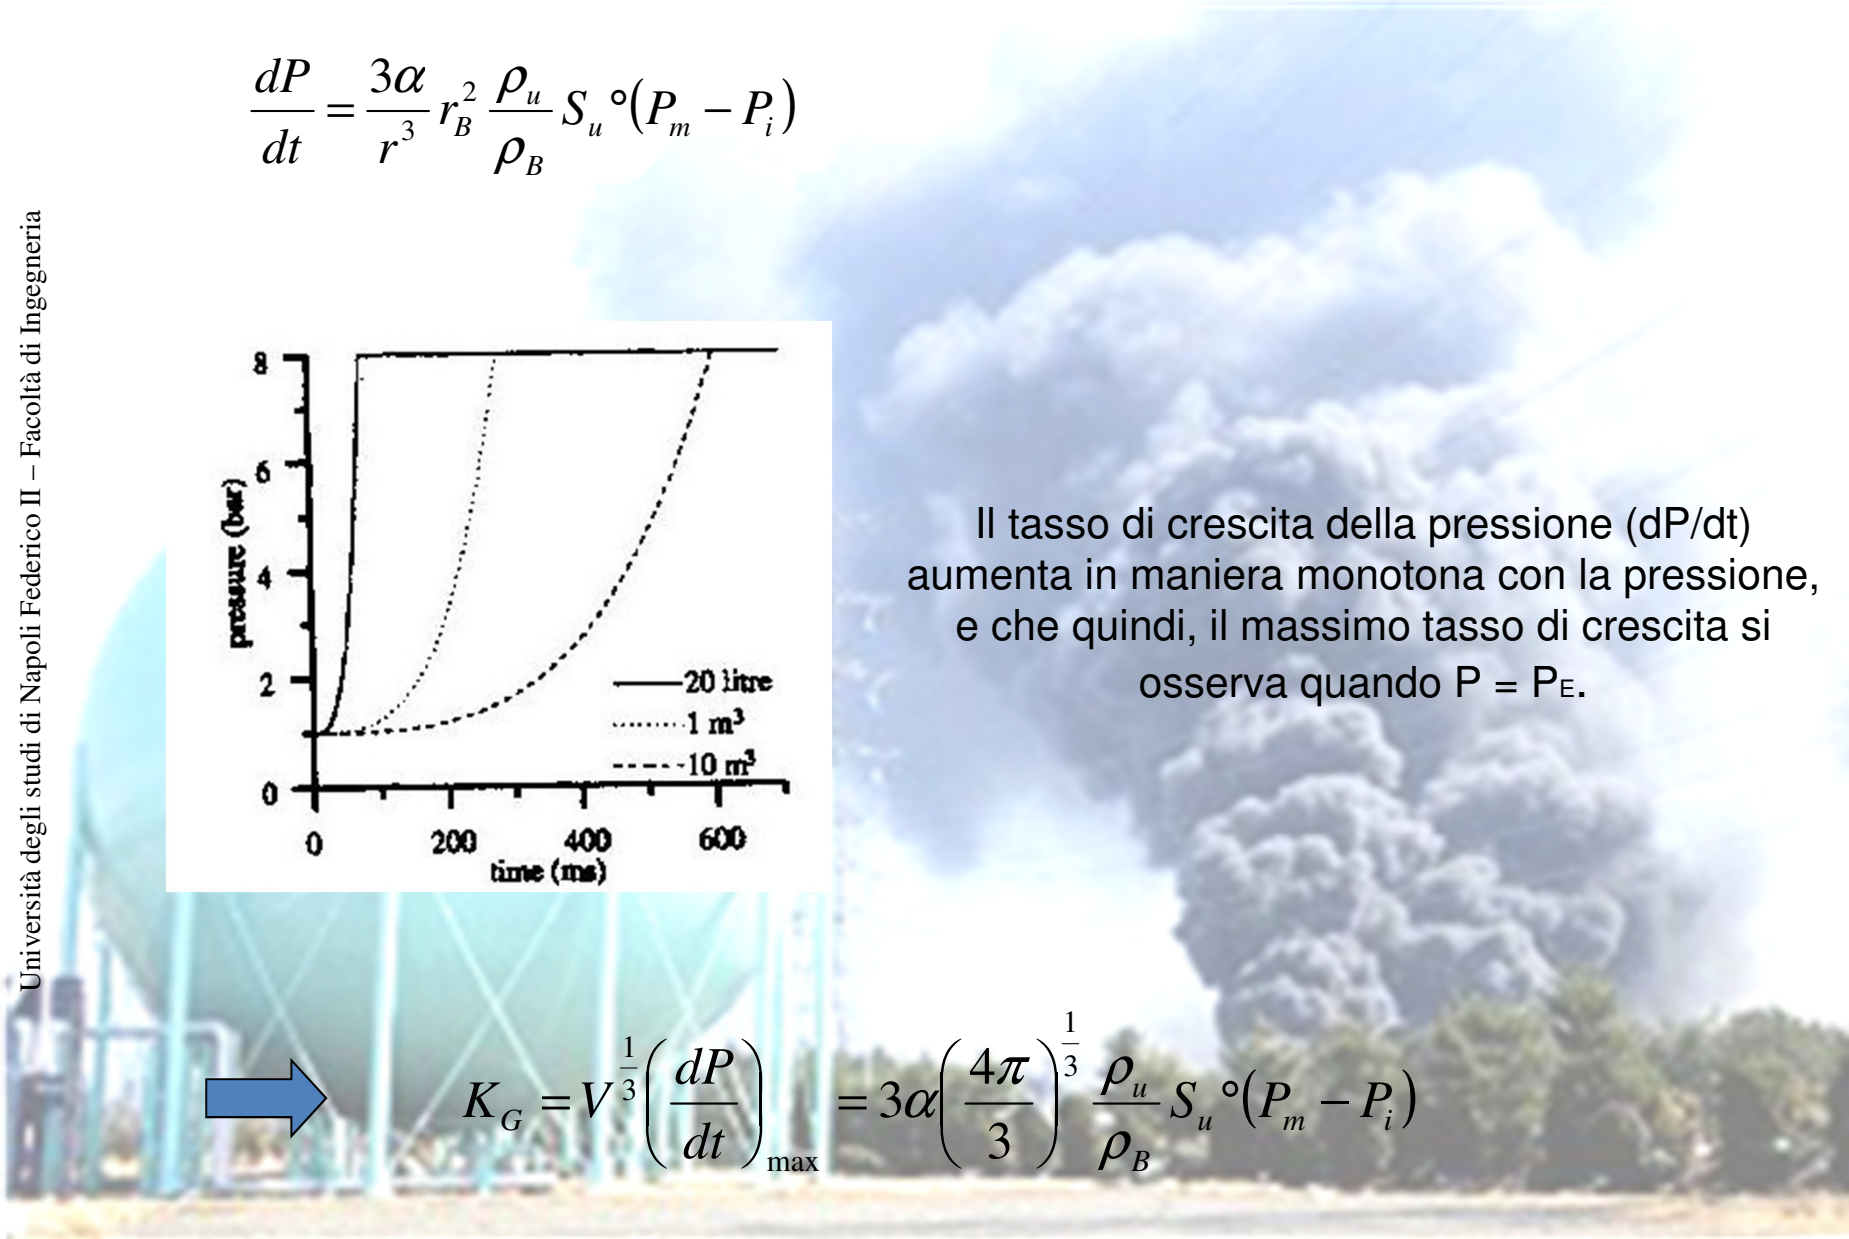 dP/dt = 3α/r³ r_B² ρ_u/ρ_B S_u°(P_m − P_i)
Università degli studi di Napoli Federico II – Facoltà di Ingegneria
8
6
4
2
0
pressure (bar)
20 litre
1 m³
10 m³
0 200 400 600
time (ms)
Il tasso di crescita della pressione (dP/dt)
aumenta in maniera monotona con la pressione,
e che quindi, il massimo tasso di crescita si
osserva quando P = PE.
K_G = V^(1/3) (dP/dt)_max = 3α(4π/3)^(1/3) ρ_u/ρ_B S_u°(P_m − P_i)